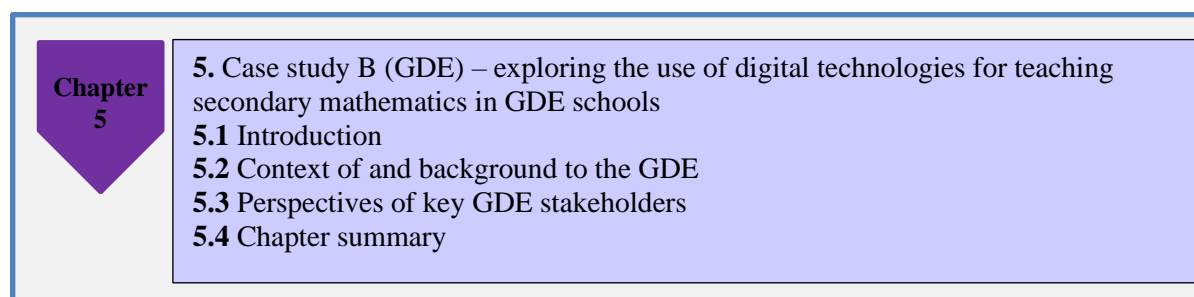 Chapter
5
5. Case study B (GDE) – exploring the use of digital technologies for teaching
secondary mathematics in GDE schools
5.1 Introduction
5.2 Context of and background to the GDE
5.3 Perspectives of key GDE stakeholders
5.4 Chapter summary